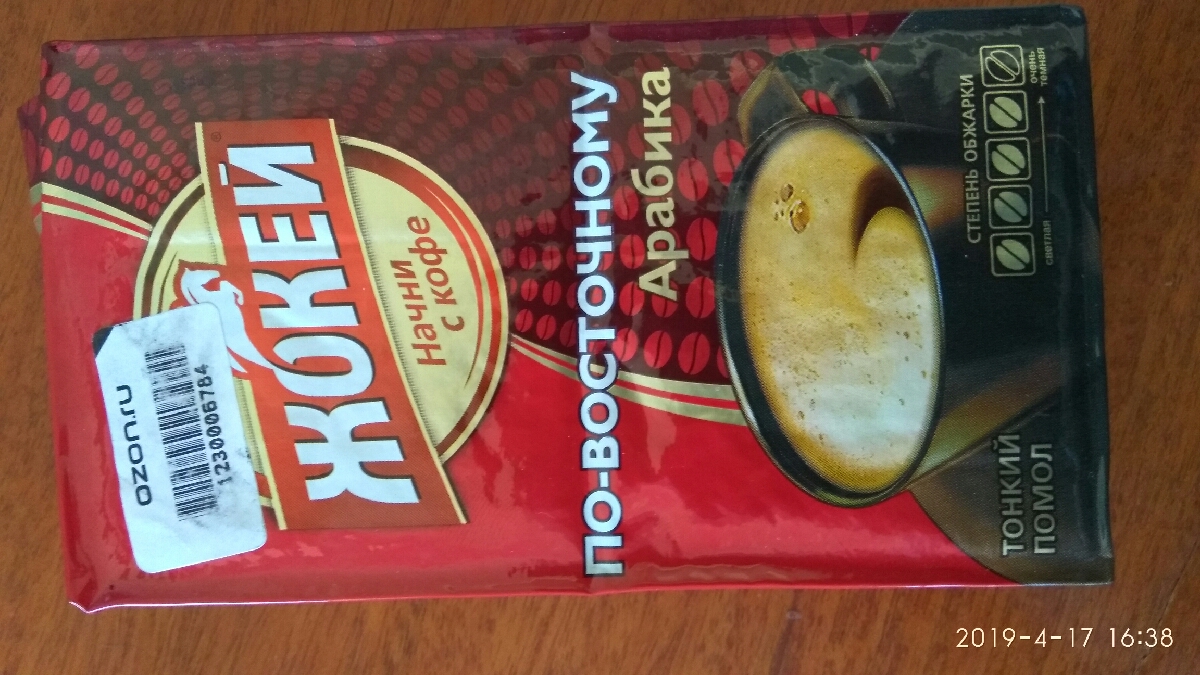 ozon.ru
1230006784
ЖОКЕЙ
®
Начни
с кофе
ПО-ВОСТОЧНОМУ
Арабика
СТЕПЕНЬ ОБЖАРКИ
светлая
очень
темная
ТОНКИЙ
ПОМОЛ
2019-4-17 16:38